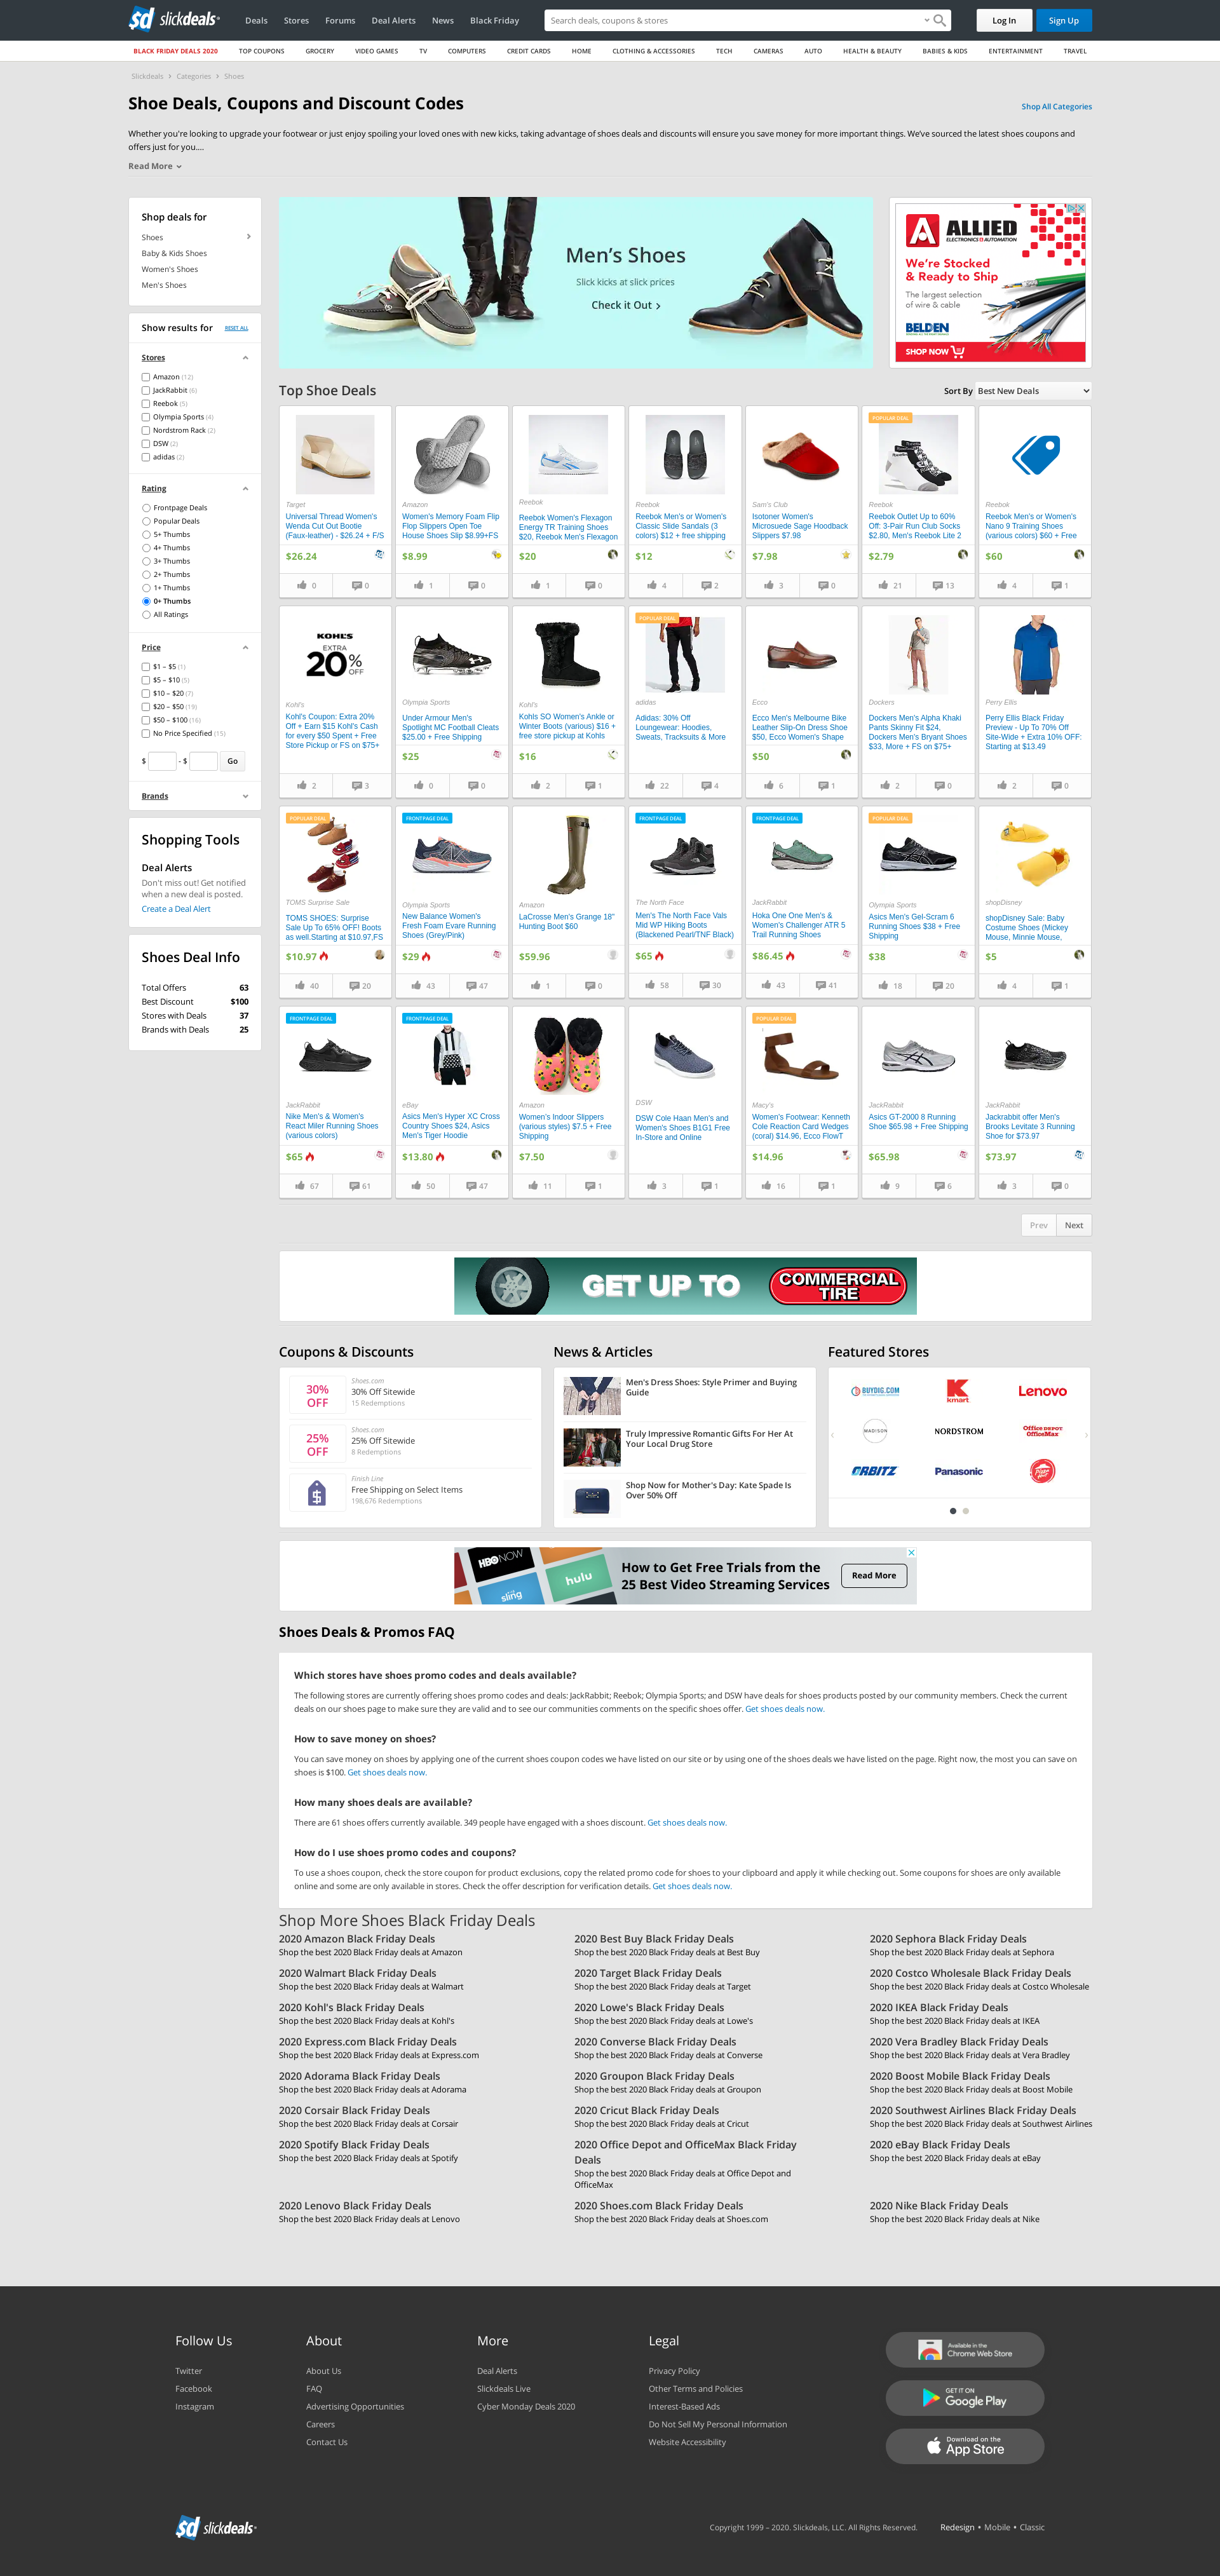 slickdeals
Deals Stores Forums Deal Alerts News Black Friday
Search deals, coupons & stores
Log In
Sign Up
BLACK FRIDAY DEALS 2020 TOP COUPONS GROCERY VIDEO GAMES TV COMPUTERS CREDIT CARDS HOME CLOTHING & ACCESSORIES TECH CAMERAS AUTO HEALTH & BEAUTY BABIES & KIDS ENTERTAINMENT TRAVEL
Slickdeals › Categories › Shoes
Shoe Deals, Coupons and Discount Codes
Shop All Categories
Whether you're looking to upgrade your footwear or just enjoy spoiling your loved ones with new kicks, taking advantage of shoes deals and discounts will ensure you save money for more important things. We've sourced the latest shoes coupons and
offers just for you....
Read More
Shop deals for
Shoes
Baby & Kids Shoes
Women's Shoes
Men's Shoes
Show results for RESET ALL
Stores
Amazon (12)
JackRabbit (6)
Reebok (5)
Olympia Sports (4)
Nordstrom Rack (2)
DSW (2)
adidas (2)
Rating
Frontpage Deals
Popular Deals
5+ Thumbs
4+ Thumbs
3+ Thumbs
2+ Thumbs
1+ Thumbs
0+ Thumbs
All Ratings
Price
$1 – $5 (1)
$5 – $10 (5)
$10 – $20 (7)
$20 – $50 (19)
$50 – $100 (16)
No Price Specified (15)
$ - $ Go
Brands
Shopping Tools
Deal Alerts
Don't miss out! Get notified
when a new deal is posted.
Create a Deal Alert
Shoes Deal Info
Total Offers 63
Best Discount $100
Stores with Deals 37
Brands with Deals 25
Men's Shoes
Slick kicks at slick prices
Check it Out
ALLIED
ELECTRONICS & AUTOMATION
We're Stocked
& Ready to Ship
The largest selection
of wire & cable
BELDEN
SHOP NOW
Top Shoe Deals
Sort By Best New Deals
Target
Universal Thread Women's
Wenda Cut Out Bootie
(Faux-leather) - $26.24 + F/S
$26.24
0 0
Amazon
Women's Memory Foam Flip
Flop Slippers Open Toe
House Shoes Slip $8.99+FS
$8.99
1 0
Reebok
Reebok Women's Flexagon
Energy TR Training Shoes
$20, Reebok Men's Flexagon
$20
1 0
Reebok
Reebok Men's or Women's
Classic Slide Sandals (3
colors) $12 + free shipping
$12
4 2
Sam's Club
Isotoner Women's
Microsuede Sage Hoodback
Slippers $7.98
$7.98
3 0
POPULAR DEAL
Reebok
Reebok Outlet Up to 60%
Off: 3-Pair Run Club Socks
$2.80, Men's Reebok Lite 2
$2.79
21 13
Reebok
Reebok Men's or Women's
Nano 9 Training Shoes
(various colors) $60 + Free
$60
4 1
KOHL'S
EXTRA
20% OFF
Kohl's
Kohl's Coupon: Extra 20%
Off + Earn $15 Kohl's Cash
for every $50 Spent + Free
Store Pickup or FS on $75+
2 3
Olympia Sports
Under Armour Men's
Spotlight MC Football Cleats
$25.00 + Free Shipping
$25
0 0
Kohl's
Kohls SO Women's Ankle or
Winter Boots (various) $16 +
free store pickup at Kohls
$16
2 1
POPULAR DEAL
adidas
Adidas: 30% Off
Loungewear: Hoodies,
Sweats, Tracksuits & More
22 4
Ecco
Ecco Men's Melbourne Bike
Leather Slip-On Dress Shoe
$50, Ecco Women's Shape
$50
6 1
Dockers
Dockers Men's Alpha Khaki
Pants Skinny Fit $24,
Dockers Men's Bryant Shoes
$33, More + FS on $75+
2 0
Perry Ellis
Perry Ellis Black Friday
Preview - Up To 70% Off
Site-Wide + Extra 10% OFF:
Starting at $13.49
2 0
POPULAR DEAL
TOMS Surprise Sale
TOMS SHOES: Surprise
Sale Up To 65% OFF! Boots
as well.Starting at $10.97,FS
$10.97
40 20
FRONTPAGE DEAL
Olympia Sports
New Balance Women's
Fresh Foam Evare Running
Shoes (Grey/Pink)
$29
43 47
Amazon
LaCrosse Men's Grange 18"
Hunting Boot $60
$59.96
1 0
FRONTPAGE DEAL
The North Face
Men's The North Face Vals
Mid WP Hiking Boots
(Blackened Pearl/TNF Black)
$65
58 30
FRONTPAGE DEAL
JackRabbit
Hoka One One Men's &
Women's Challenger ATR 5
Trail Running Shoes
$86.45
43 41
POPULAR DEAL
Olympia Sports
Asics Men's Gel-Scram 6
Running Shoes $38 + Free
Shipping
$38
18 20
shopDisney
shopDisney Sale: Baby
Costume Shoes (Mickey
Mouse, Minnie Mouse,
$5
4 1
FRONTPAGE DEAL
JackRabbit
Nike Men's & Women's
React Miler Running Shoes
(various colors)
$65
67 61
FRONTPAGE DEAL
eBay
Asics Men's Hyper XC Cross
Country Shoes $24, Asics
Men's Tiger Hoodie
$13.80
50 47
Amazon
Women's Indoor Slippers
(various styles) $7.5 + Free
Shipping
$7.50
11 1
DSW
DSW Cole Haan Men's and
Women's Shoes B1G1 Free
In-Store and Online
3 1
POPULAR DEAL
Macy's
Women's Footwear: Kenneth
Cole Reaction Card Wedges
(coral) $14.96, Ecco FlowT
$14.96
16 1
JackRabbit
Asics GT-2000 8 Running
Shoe $65.98 + Free Shipping
$65.98
9 6
JackRabbit
Jackrabbit offer Men's
Brooks Levitate 3 Running
Shoe for $73.97
$73.97
3 0
Prev Next
GET UP TO COMMERCIAL TIRE
Coupons & Discounts
30% OFF
Shoes.com
30% Off Sitewide
15 Redemptions
25% OFF
Shoes.com
25% Off Sitewide
8 Redemptions
Finish Line
Free Shipping on Select Items
198,676 Redemptions
News & Articles
Men's Dress Shoes: Style Primer and Buying
Guide
Truly Impressive Romantic Gifts For Her At
Your Local Drug Store
Shop Now for Mother's Day: Kate Spade Is
Over 50% Off
Featured Stores
BUYDIG.COM kmart Lenovo
MADISON NORDSTROM Office DEPOT OfficeMax
ORBITZ Panasonic Pizza Hut
HBO NOW
sling
hulu
How to Get Free Trials from the
25 Best Video Streaming Services
Read More
Shoes Deals & Promos FAQ
Which stores have shoes promo codes and deals available?
The following stores are currently offering shoes promo codes and deals: JackRabbit; Reebok; Olympia Sports; and DSW have deals for shoes products posted by our community members. Check the current
deals on our shoes page to make sure they are valid and to see our communities comments on the specific shoes offer. Get shoes deals now.
How to save money on shoes?
You can save money on shoes by applying one of the current shoes coupon codes we have listed on our site or by using one of the shoes deals we have listed on the page. Right now, the most you can save on
shoes is $100. Get shoes deals now.
How many shoes deals are available?
There are 61 shoes offers currently available. 349 people have engaged with a shoes discount. Get shoes deals now.
How do I use shoes promo codes and coupons?
To use a shoes coupon, check the store coupon for product exclusions, copy the related promo code for shoes to your clipboard and apply it while checking out. Some coupons for shoes are only available
online and some are only available in stores. Check the offer description for verification details. Get shoes deals now.
Shop More Shoes Black Friday Deals
2020 Amazon Black Friday Deals
Shop the best 2020 Black Friday deals at Amazon
2020 Best Buy Black Friday Deals
Shop the best 2020 Black Friday deals at Best Buy
2020 Sephora Black Friday Deals
Shop the best 2020 Black Friday deals at Sephora
2020 Walmart Black Friday Deals
Shop the best 2020 Black Friday deals at Walmart
2020 Target Black Friday Deals
Shop the best 2020 Black Friday deals at Target
2020 Costco Wholesale Black Friday Deals
Shop the best 2020 Black Friday deals at Costco Wholesale
2020 Kohl's Black Friday Deals
Shop the best 2020 Black Friday deals at Kohl's
2020 Lowe's Black Friday Deals
Shop the best 2020 Black Friday deals at Lowe's
2020 IKEA Black Friday Deals
Shop the best 2020 Black Friday deals at IKEA
2020 Express.com Black Friday Deals
Shop the best 2020 Black Friday deals at Express.com
2020 Converse Black Friday Deals
Shop the best 2020 Black Friday deals at Converse
2020 Vera Bradley Black Friday Deals
Shop the best 2020 Black Friday deals at Vera Bradley
2020 Adorama Black Friday Deals
Shop the best 2020 Black Friday deals at Adorama
2020 Groupon Black Friday Deals
Shop the best 2020 Black Friday deals at Groupon
2020 Boost Mobile Black Friday Deals
Shop the best 2020 Black Friday deals at Boost Mobile
2020 Corsair Black Friday Deals
Shop the best 2020 Black Friday deals at Corsair
2020 Cricut Black Friday Deals
Shop the best 2020 Black Friday deals at Cricut
2020 Southwest Airlines Black Friday Deals
Shop the best 2020 Black Friday deals at Southwest Airlines
2020 Spotify Black Friday Deals
Shop the best 2020 Black Friday deals at Spotify
2020 Office Depot and OfficeMax Black Friday
Deals
Shop the best 2020 Black Friday deals at Office Depot and
OfficeMax
2020 eBay Black Friday Deals
Shop the best 2020 Black Friday deals at eBay
2020 Lenovo Black Friday Deals
Shop the best 2020 Black Friday deals at Lenovo
2020 Shoes.com Black Friday Deals
Shop the best 2020 Black Friday deals at Shoes.com
2020 Nike Black Friday Deals
Shop the best 2020 Black Friday deals at Nike
Follow Us
Twitter
Facebook
Instagram
About
About Us
FAQ
Advertising Opportunities
Careers
Contact Us
More
Deal Alerts
Slickdeals Live
Cyber Monday Deals 2020
Legal
Privacy Policy
Other Terms and Policies
Interest-Based Ads
Do Not Sell My Personal Information
Website Accessibility
Available in the
Chrome Web Store
GET IT ON
Google Play
Download on the
App Store
slickdeals
Copyright 1999 – 2020. Slickdeals, LLC. All Rights Reserved.
Redesign • Mobile • Classic